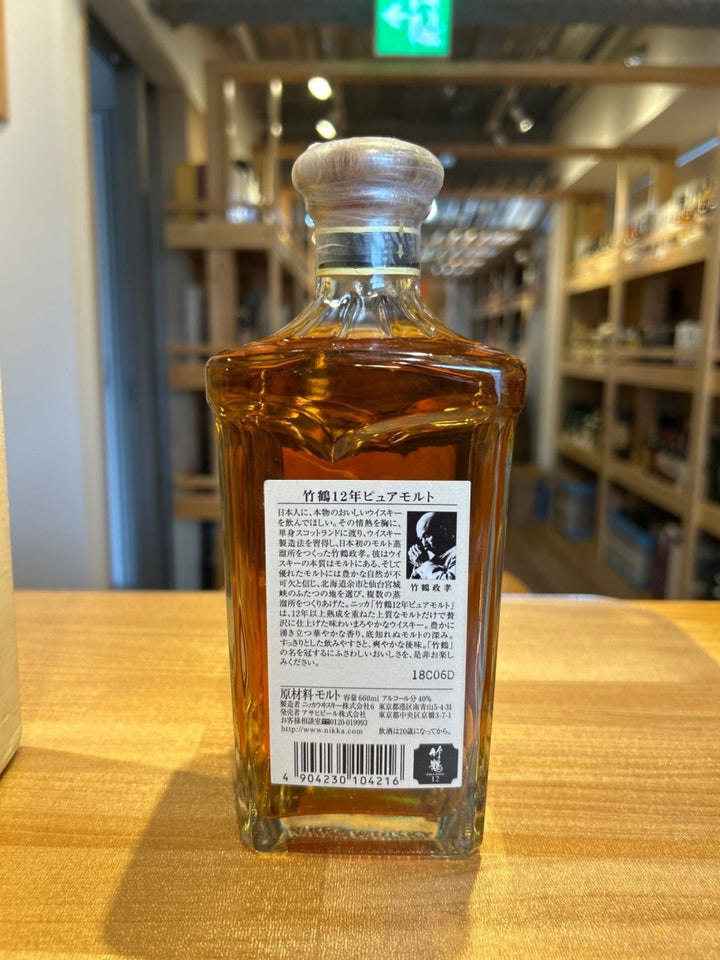 竹鶴12年ピュアモルト
日本人に、本物のおいしいウイスキー
を飲んでほしい。その情熱を胸に、
単身スコットランドに渡り、ウイスキー
製造法を習得し、日本初のモルト蒸
溜所をつくった竹鶴政孝。彼はウイ
スキーの本質はモルトにある、そして
優れたモルトには豊かな自然が不
可欠と信じ、北海道余市と仙台宮城
竹鶴政孝
峡のふたつの地を選び、複数の蒸
溜所をつくりあげた。ニッカ「竹鶴12年ピュアモルト」
は、12年以上熟成を重ねた上質なモルトだけで贅
沢に仕上げた味わいまろやかなウイスキー。豊かに
湧き立つ華やかな香り、底知れぬモルトの深み。
すっきりとした飲みやすさと、爽やかな後味。「竹鶴」
の名を冠するにふさわしいおいしさを、是非お楽し
みください。
18C06D
原材料 モルト 容量 660ml アルコール分 40%
製造者 ニッカウヰスキー株式会社6 東京都港区南青山5-4-31
発売者 アサヒビール株式会社 東京都中央区京橋3-7-1
お客様相談室 0120-019993
http://www.nikka.com 飲酒は20歳になってから。
4 904230 104216
竹鶴
12